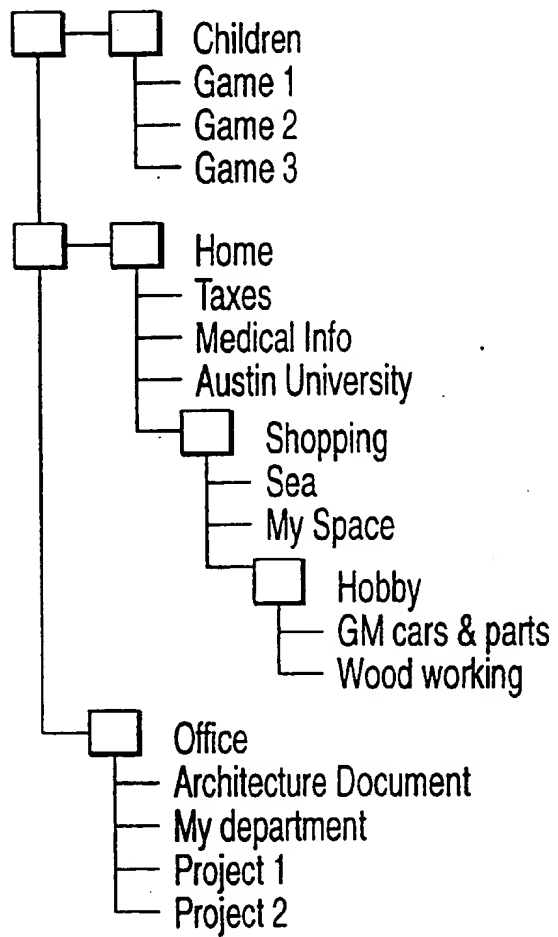 Children
Game 1
Game 2
Game 3
Home
Taxes
Medical Info
Austin University
Shopping
Sea
My Space
Hobby
GM cars & parts
Wood working
Office
Architecture Document
My department
Project 1
Project 2